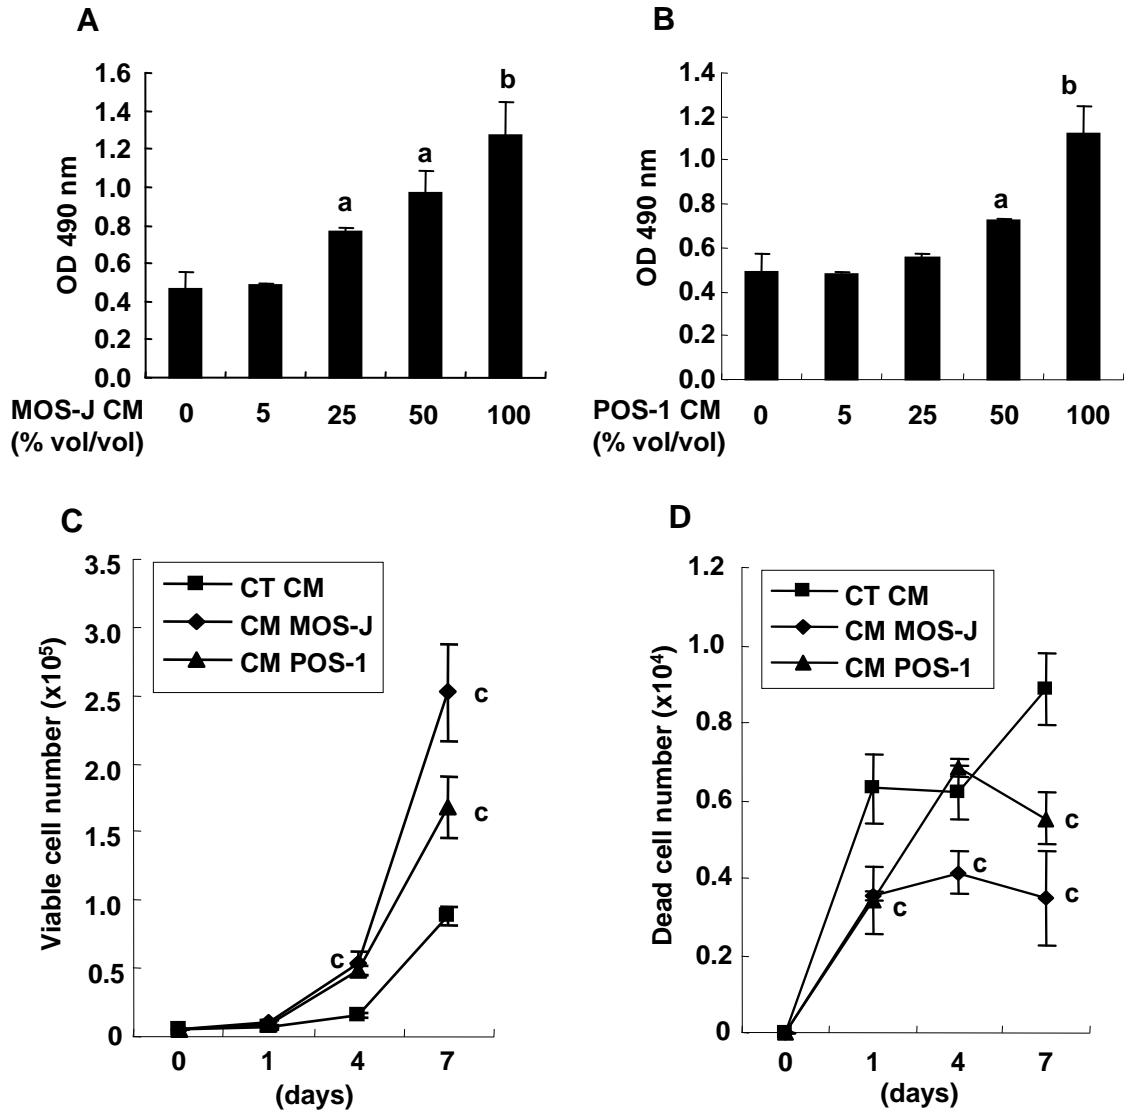 A
1.6
1.4
1.2
1.0
0.8
0.6
0.4
0.2
0.0
OD 490 nm
a
a
b
MOS-J CM 0 5 25 50 100
(% vol/vol)
B
1.4
1.2
1.0
0.8
0.6
0.4
0.2
0.0
OD 490 nm
a
b
POS-1 CM 0 5 25 50 100
(% vol/vol)
C
3.5
3.0
2.5
2.0
1.5
1.0
0.5
0
Viable cell number (x10⁵)
CT CM
CM MOS-J
CM POS-1
c
c
c
0 1 4 7
(days)
D
1.2
1.0
0.8
0.6
0.4
0.2
0
Dead cell number (x10⁴)
CT CM
CM MOS-J
CM POS-1
c
c
c
c
0 1 4 7
(days)